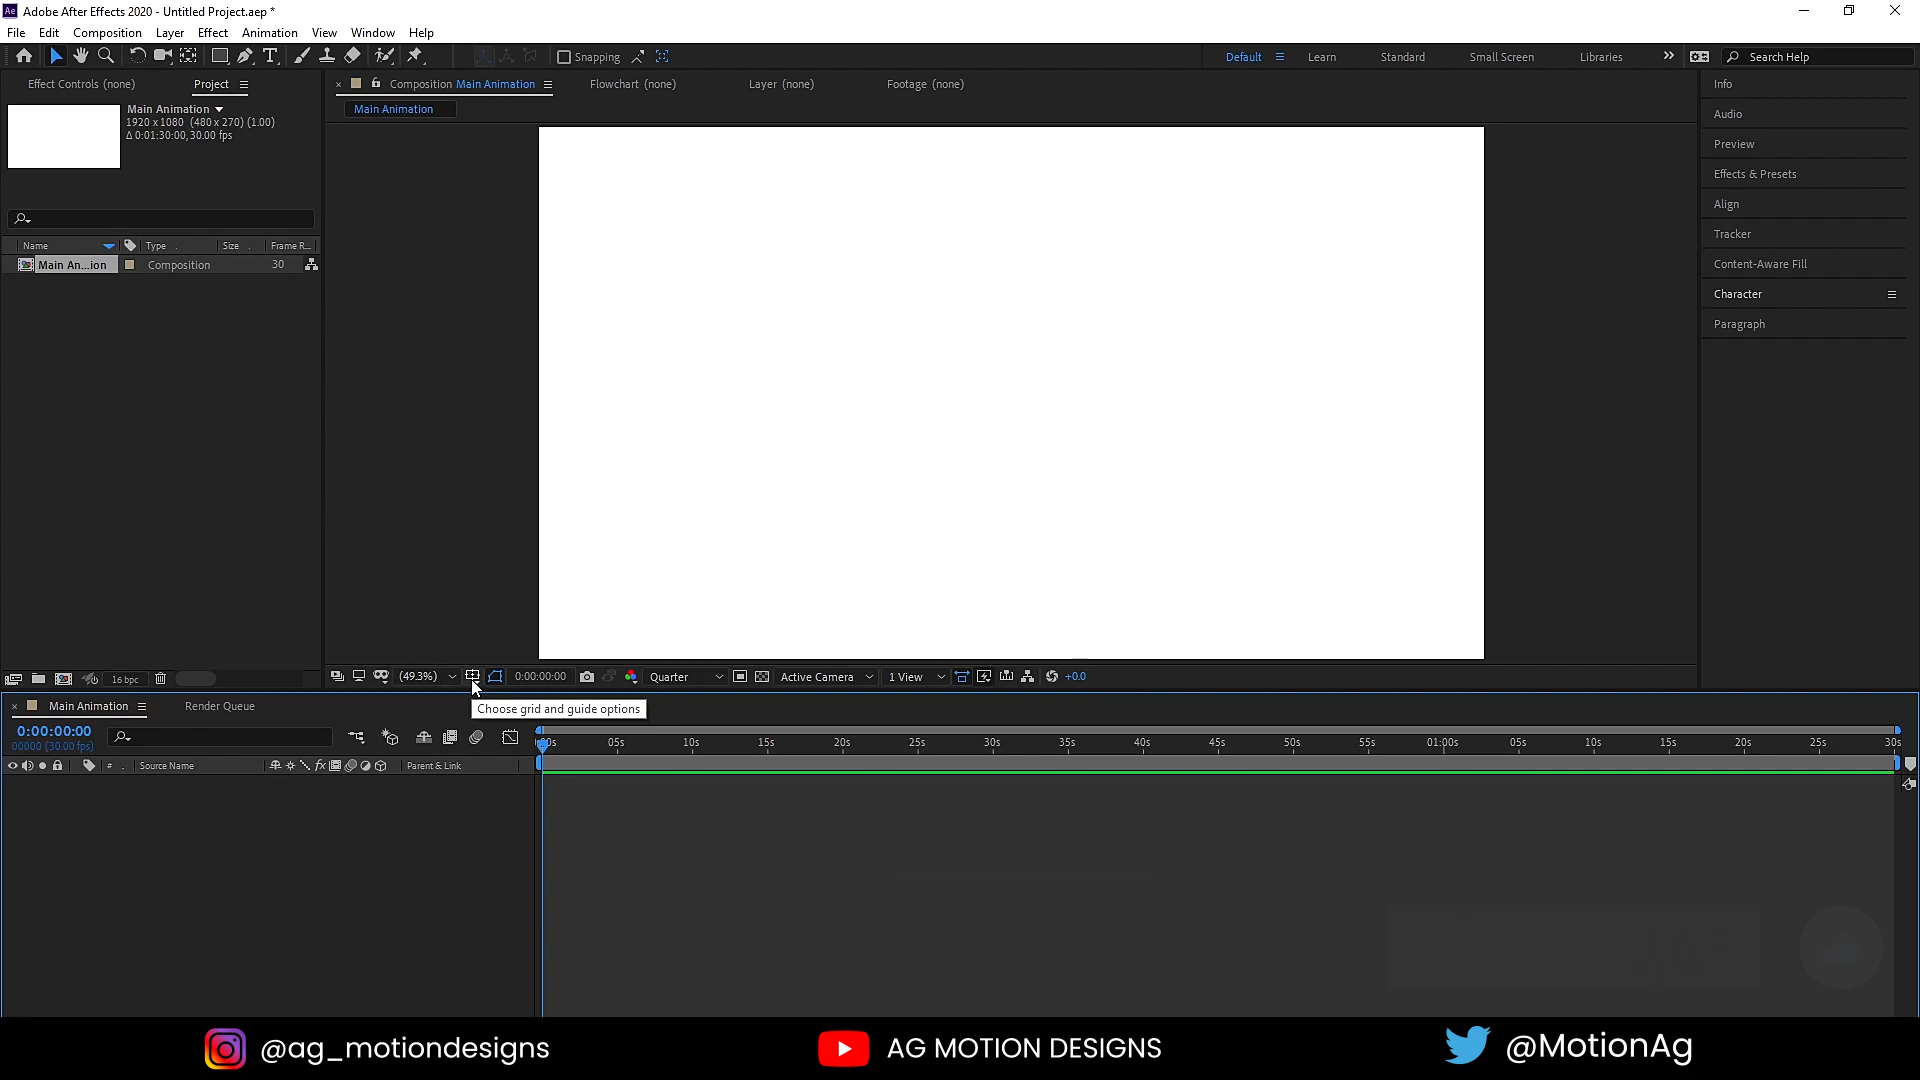 Ae Adobe After Effects 2020 - Untitled Project.aep *
File Edit Composition Layer Effect Animation View Window Help
T Snapping Default Learn Standard Small Screen Libraries Search Help
Effect Controls (none) Project
Composition Main Animation Flowchart (none) Layer (none) Footage (none)
Main Animation
Main Animation
1920 x 1080 (480 x 270) (1.00)
Δ 0:01:30:00, 30.00 fps
Name Type Size Frame R...
Main An...ion Composition 30
16 bpc
Info
Audio
Preview
Effects & Presets
Align
Tracker
Content-Aware Fill
Character
Paragraph
(49.3%) 0:00:00:00 Quarter Active Camera 1 View +0.0
Choose grid and guide options
Main Animation Render Queue
0:00:00:00
00000 (30.00 fps)
# Source Name fx Parent & Link
05s 10s 15s 20s 25s 30s 35s 40s 45s 50s 55s 01:00s 05s 10s 15s 20s 25s 30s
@ag_motiondesigns AG MOTION DESIGNS @MotionAg